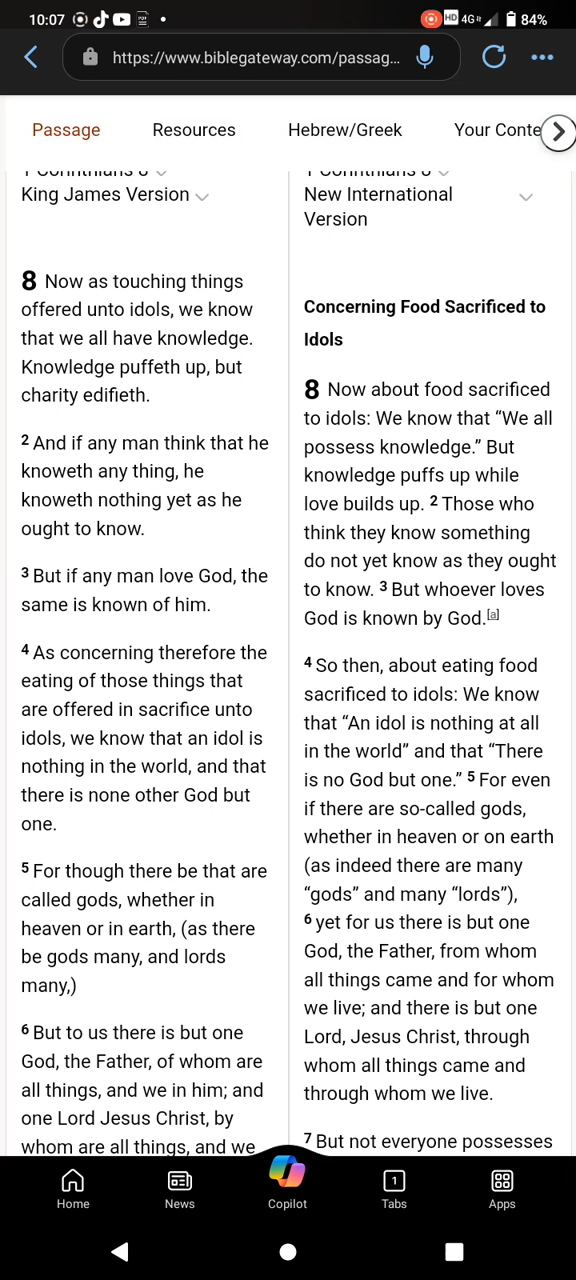 10:07
HD 4G 84%
https://www.biblegateway.com/passag...
Passage Resources Hebrew/Greek Your Conte
1 Corinthians 8
King James Version
8 Now as touching things
offered unto idols, we know
that we all have knowledge.
Knowledge puffeth up, but
charity edifieth.
2 And if any man think that he
knoweth any thing, he
knoweth nothing yet as he
ought to know.
3 But if any man love God, the
same is known of him.
4 As concerning therefore the
eating of those things that
are offered in sacrifice unto
idols, we know that an idol is
nothing in the world, and that
there is none other God but
one.
5 For though there be that are
called gods, whether in
heaven or in earth, (as there
be gods many, and lords
many,)
6 But to us there is but one
God, the Father, of whom are
all things, and we in him; and
one Lord Jesus Christ, by
whom are all things, and we
1 Corinthians 8
New International
Version
Concerning Food Sacrificed to
Idols
8 Now about food sacrificed
to idols: We know that “We all
possess knowledge.” But
knowledge puffs up while
love builds up. 2 Those who
think they know something
do not yet know as they ought
to know. 3 But whoever loves
God is known by God.[a]
4 So then, about eating food
sacrificed to idols: We know
that “An idol is nothing at all
in the world” and that “There
is no God but one.” 5 For even
if there are so-called gods,
whether in heaven or on earth
(as indeed there are many
“gods” and many “lords”),
6 yet for us there is but one
God, the Father, from whom
all things came and for whom
we live; and there is but one
Lord, Jesus Christ, through
whom all things came and
through whom we live.
7 But not everyone possesses
Home News Copilot 1 Tabs Apps